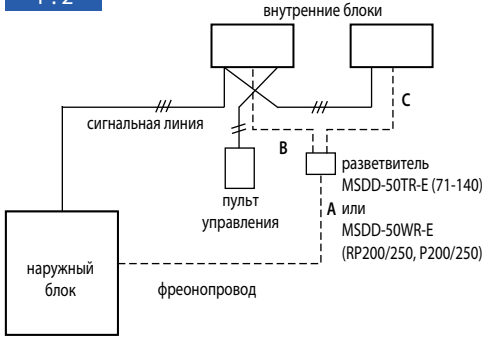 1 : 2
внутренние блоки
C
сигнальная линия
B
разветвитель
MSDD-50TR-E (71-140)
A или
MSDD-50WR-E
(RP200/250, P200/250)
пульт
управления
наружный
блок
фреонопровод